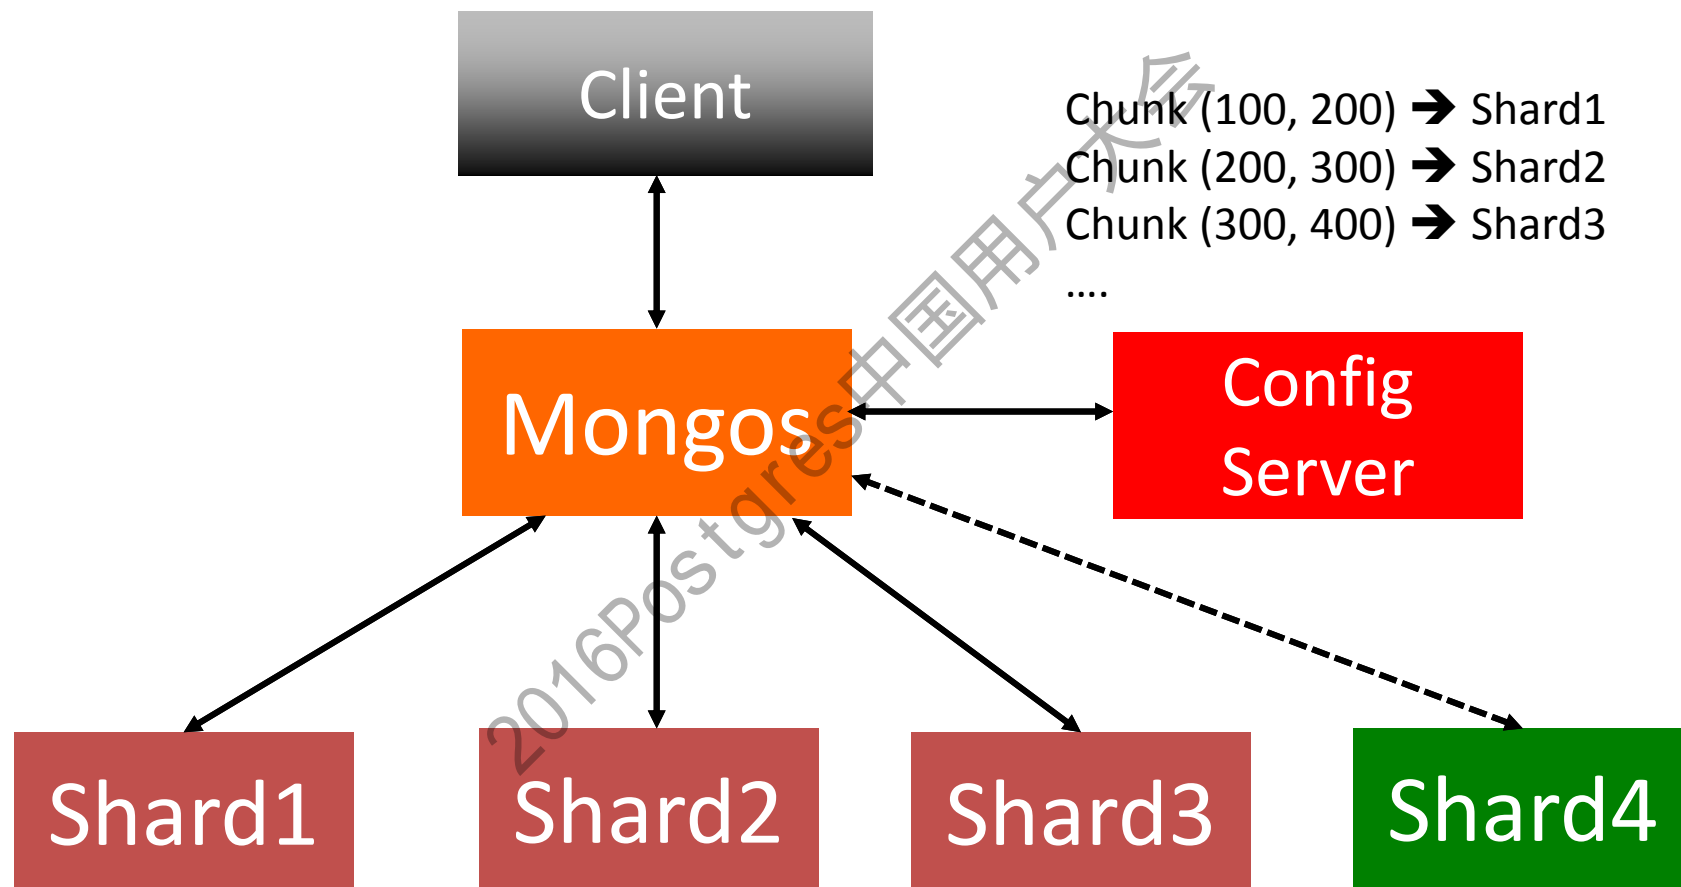 Client
Chunk (100, 200) 🡺 Shard1
Chunk (200, 300) 🡺 Shard2
Chunk (300, 400) 🡺 Shard3
....
Mongos
Config
Server
Shard1
Shard2
Shard3
Shard4
2016Postgres中国用户大会